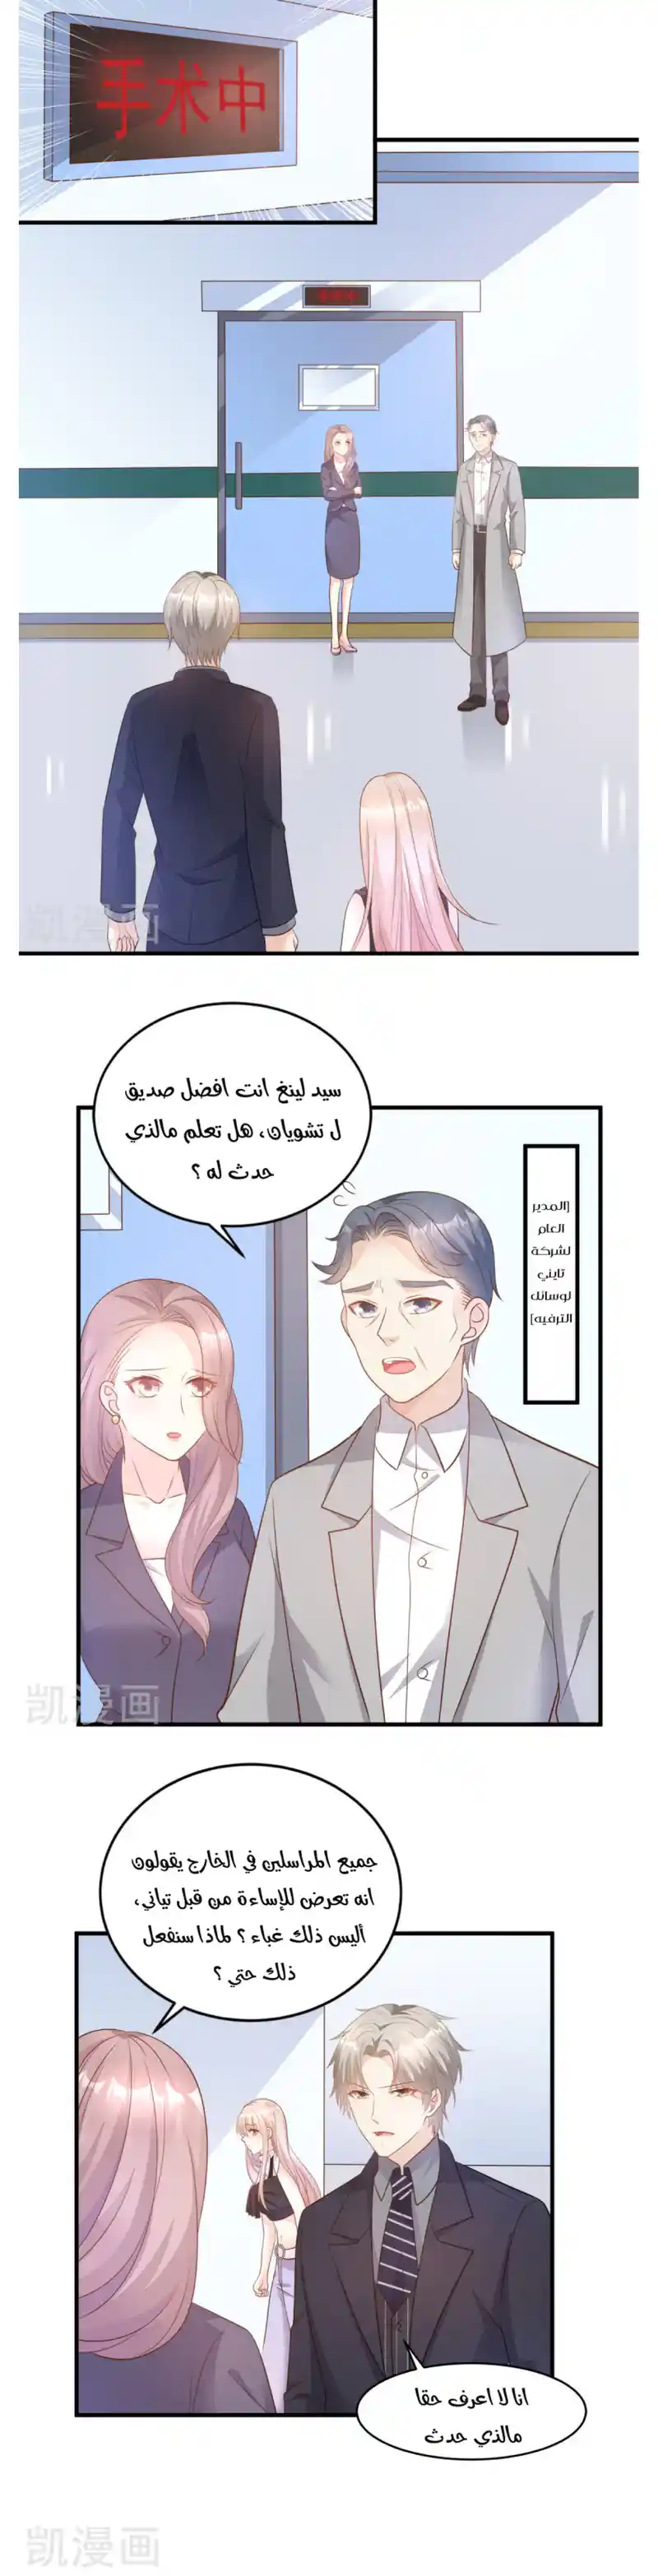 手术中
凯漫画
سيد لينغ انت افضل صديق
ل تشويان، هل تعلم مالذي
حدث له ؟
[المدير
العام
لشركة
تايني
لوسائل
الترفيه]
凯漫画
جميع المراسلين في الخارج يقولون
انه تعرض للإساءة من قبل تياني،
أليس ذلك غباء ؟ لماذا سنفعل
ذلك حتي ؟
انا لا اعرف حقا
مالذي حدث
凯漫画